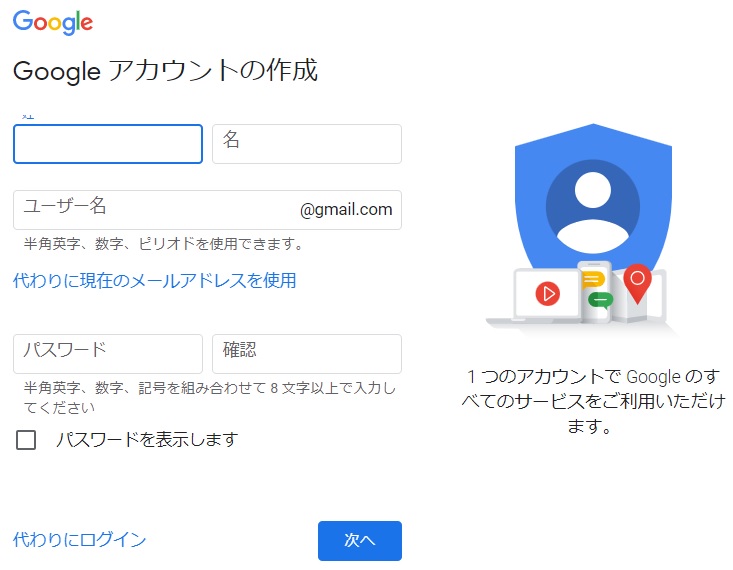 Google
Google アカウントの作成
姓
名
ユーザー名
@gmail.com
半角英字、数字、ピリオドを使用できます。
代わりに現在のメールアドレスを使用
パスワード
確認
半角英字、数字、記号を組み合わせて 8 文字以上で入力し
てください
パスワードを表示します
代わりにログイン
次へ
1 つのアカウントで Google のす
べてのサービスをご利用いただけ
ます。